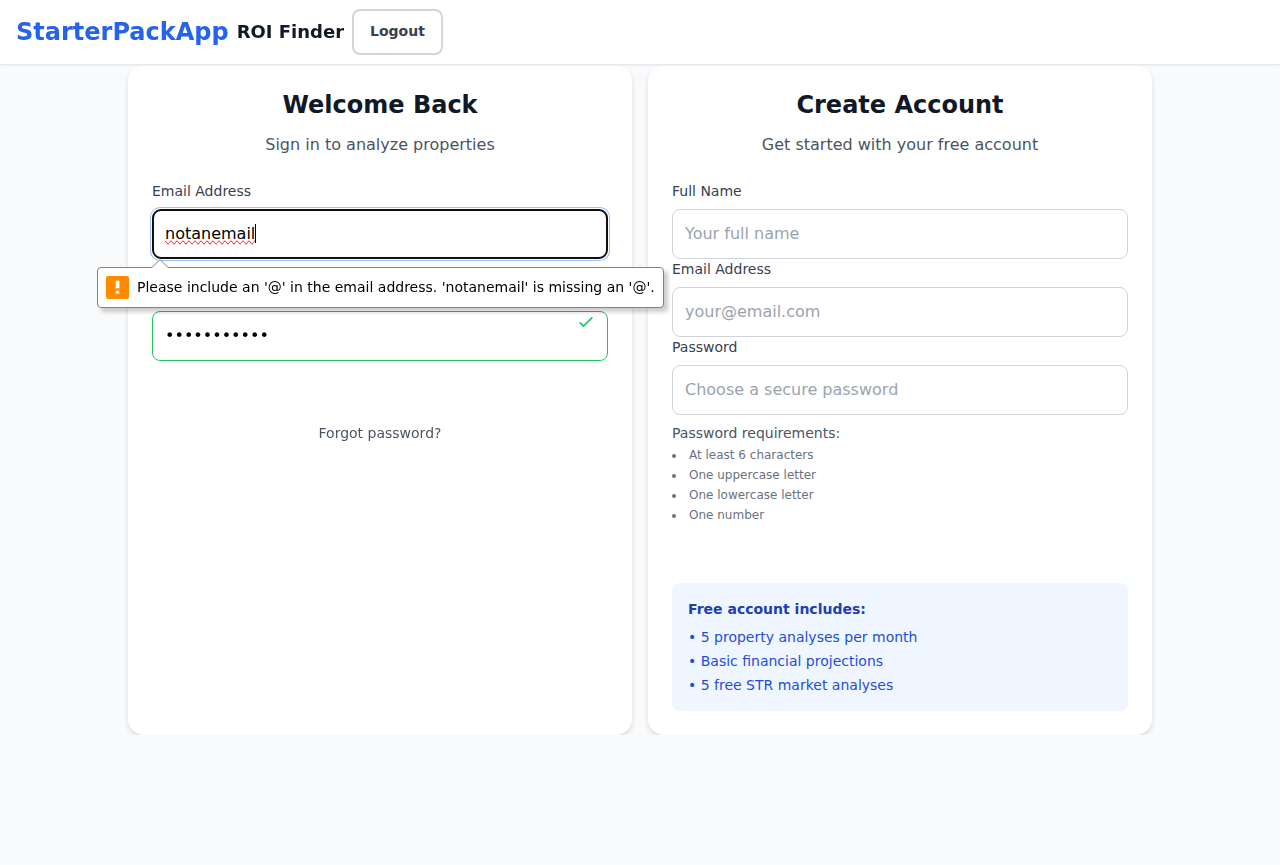 StarterPackApp ROI Finder Logout
Welcome Back
Sign in to analyze properties
Email Address
notanemail
Please include an '@' in the email address. 'notanemail' is missing an '@'.
•••••••••••
Forgot password?
Create Account
Get started with your free account
Full Name
Your full name
Email Address
your@email.com
Password
Choose a secure password
Password requirements:
• At least 6 characters
• One uppercase letter
• One lowercase letter
• One number
Free account includes:
• 5 property analyses per month
• Basic financial projections
• 5 free STR market analyses